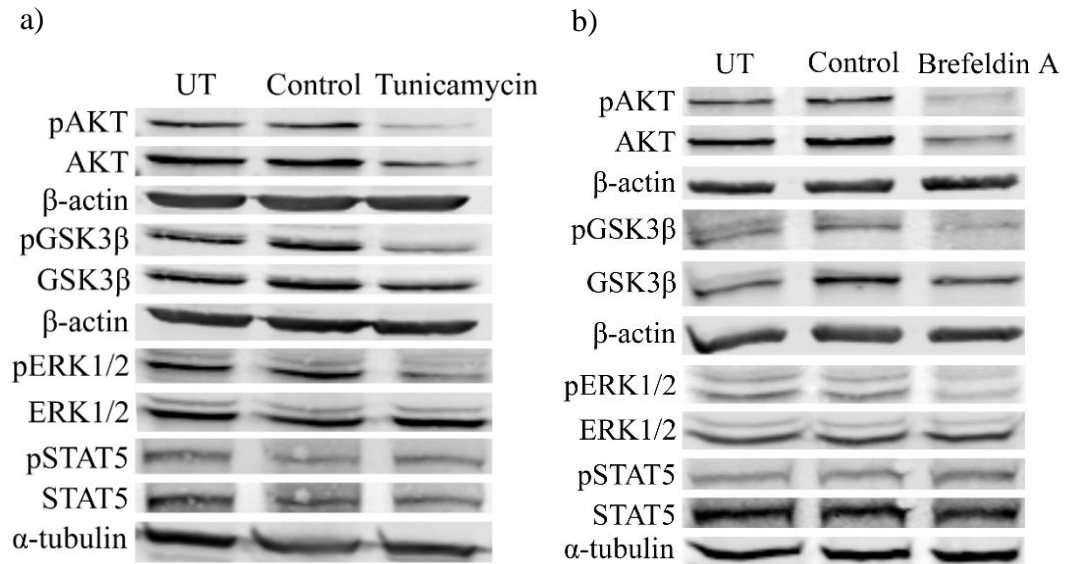 a)
UT Control Tunicamycin
pAKT
AKT
β-actin
pGSK3β
GSK3β
β-actin
pERK1/2
ERK1/2
pSTAT5
STAT5
α-tubulin
b)
UT Control Brefeldin A
pAKT
AKT
β-actin
pGSK3β
GSK3β
β-actin
pERK1/2
ERK1/2
pSTAT5
STAT5
α-tubulin